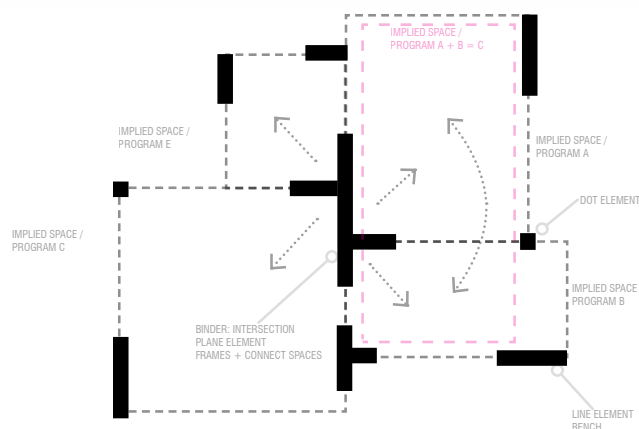 IMPLIED SPACE /
PROGRAM A + B = C
IMPLIED SPACE /
PROGRAM E
IMPLIED SPACE /
PROGRAM A
DOT ELEMENT
IMPLIED SPACE /
PROGRAM C
IMPLIED SPACE
PROGRAM B
BINDER: INTERSECTION
PLANE ELEMENT
FRAMES + CONNECT SPACES
LINE ELEMENT
BENCH